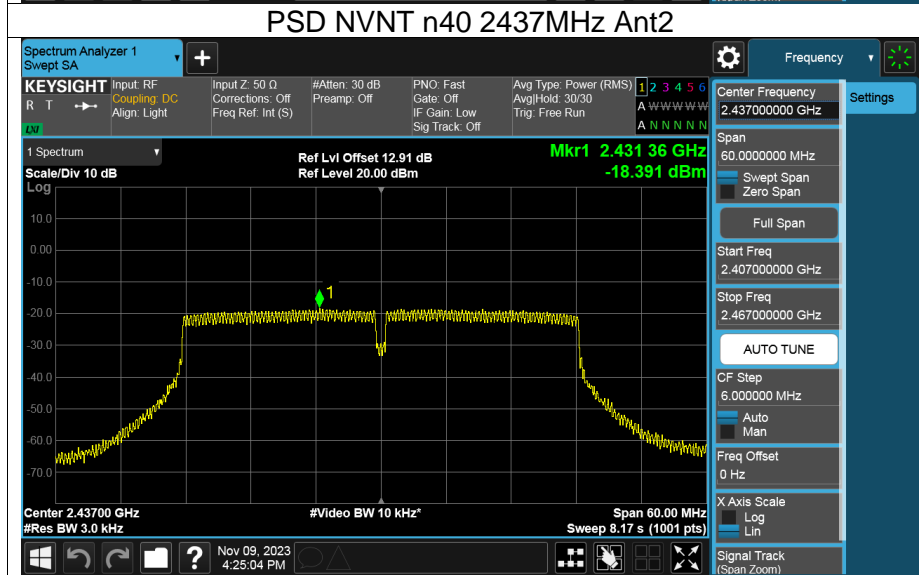 (Span Zoom)
PSD NVNT n40 2437MHz Ant2
Spectrum Analyzer 1
Swept SA
+
Frequency
KEYSIGHT
R T
LXI
Input: RF
Coupling: DC
Align: Light
Input Z: 50 Ω
Corrections: Off
Freq Ref: Int (S)
#Atten: 30 dB
Preamp: Off
PNO: Fast
Gate: Off
IF Gain: Low
Sig Track: Off
Avg Type: Power (RMS)
Avg|Hold: 30/30
Trig: Free Run
1 2 3 4 5 6
A W W W W W
A N N N N N
Center Frequency
2.437000000 GHz
Settings
1 Spectrum
Scale/Div 10 dB
Log
Ref Lvl Offset 12.91 dB
Ref Level 20.00 dBm
Mkr1 2.431 36 GHz
-18.391 dBm
Span
60.0000000 MHz
Swept Span
Zero Span
Full Span
Start Freq
2.407000000 GHz
Stop Freq
2.467000000 GHz
AUTO TUNE
CF Step
6.000000 MHz
Auto
Man
Freq Offset
0 Hz
X Axis Scale
Log
Lin
Signal Track
(Span Zoom)
10.0
0.00
-10.0
1
-20.0
-30.0
-40.0
-50.0
-60.0
-70.0
Center 2.43700 GHz
#Res BW 3.0 kHz
#Video BW 10 kHz*
Span 60.00 MHz
Sweep 8.17 s (1001 pts)
?
Nov 09, 2023
4:25:04 PM